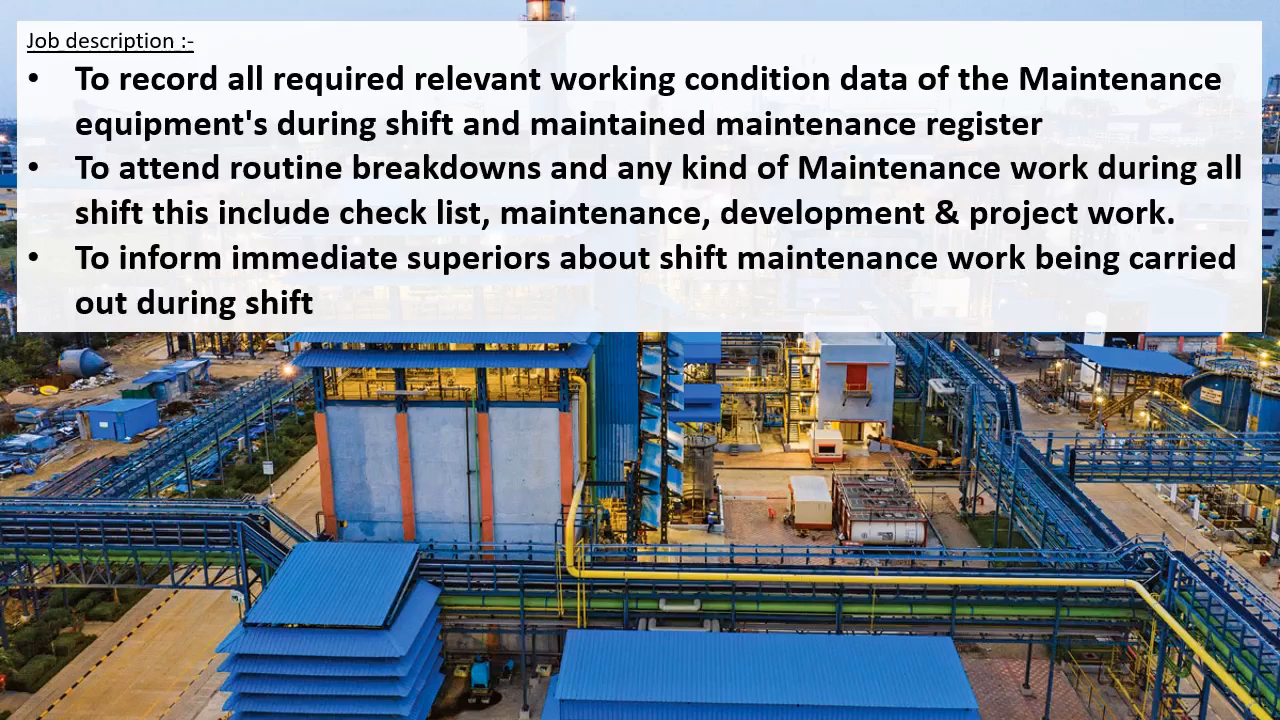 Job description :-
• To record all required relevant working condition data of the Maintenance
equipment's during shift and maintained maintenance register
• To attend routine breakdowns and any kind of Maintenance work during all
shift this include check list, maintenance, development & project work.
• To inform immediate superiors about shift maintenance work being carried
out during shift